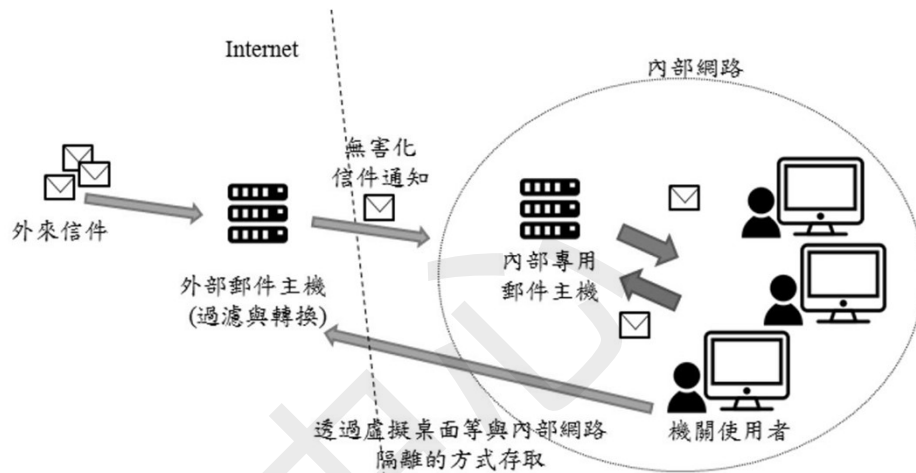 Internet
內部網路
無害化
信件通知
外來信件
外部郵件主機
(過濾與轉換)
內部專用
郵件主機
透過虛擬桌面等與內部網路
隔離的方式存取
機關使用者
中心